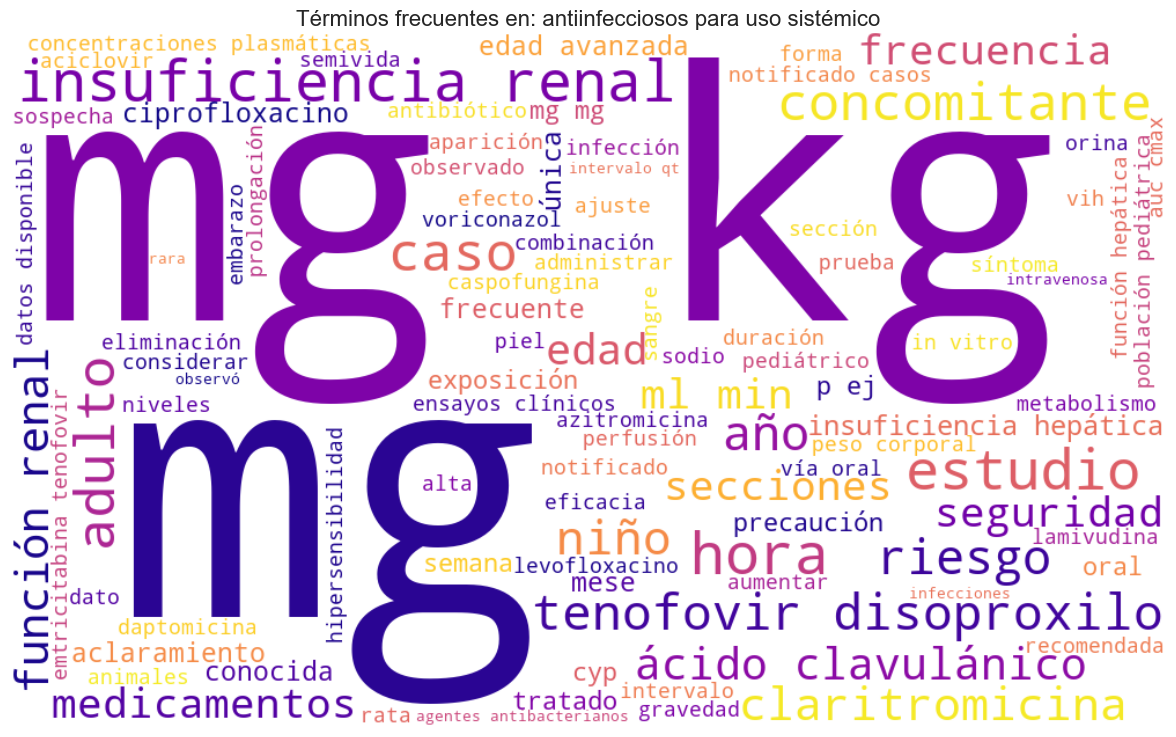 Términos frecuentes en: antiinfecciosos para uso sistémico
concentraciones plasmáticas
edad avanzada
forma
frecuencia
aciclovir
semivida
insuficiencia renal
notificado casos
concomitante
sospecha
ciprofloxacino
antibiótico
mg mg
mg kg
prolongación
aparición
infección
única
orina
auc cmax
datos disponible
observado
intervalo qt
embarazo
efecto
ajuste
vih
función hepática
población pediátrica
voriconazol
sección
caso
combinación
rara
administrar
prueba
síntoma
caspofungina
intravenosa
frecuente
sangre
eliminación
piel
edad
duración
in vitro
considerar
sodio
pediátrico
observó
exposición
ml min
p ej
función renal
adulto
niveles
ensayos clínicos
metabolismo
emtricitabina tenofovir
azitromicina
año
insuficiencia hepática
mg
perfusión
peso corporal
hipersensibilidad
notificado
vía oral
estudio
alta
secciones
eficacia
seguridad
precaución
niño
hora
lamivudina
riesgo
semana
levofloxacino
oral
mese
aumentar
dato
infecciones
tenofovir disoproxilo
daptomicina
aclaramiento
recomendada
conocida
cyp
ácido clavulánico
animales
medicamentos
tratado
intervalo
claritromicina
rata
agentes antibacterianos
gravedad